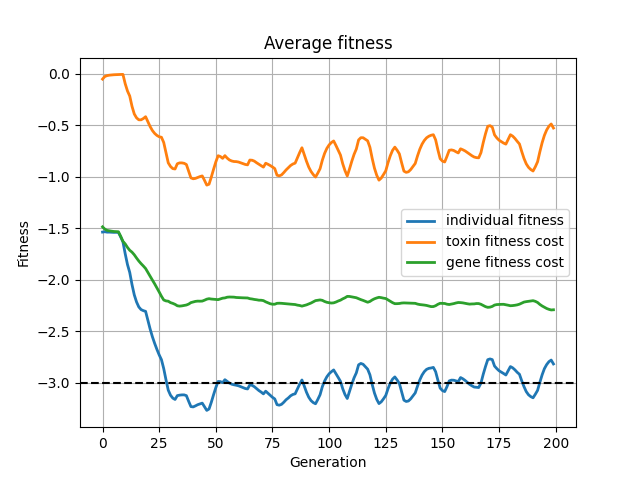 Average fitness
Fitness
0.0
−0.5
−1.0
−1.5
−2.0
−2.5
−3.0
individual fitness
toxin fitness cost
gene fitness cost
0 25 50 75 100 125 150 175 200
Generation